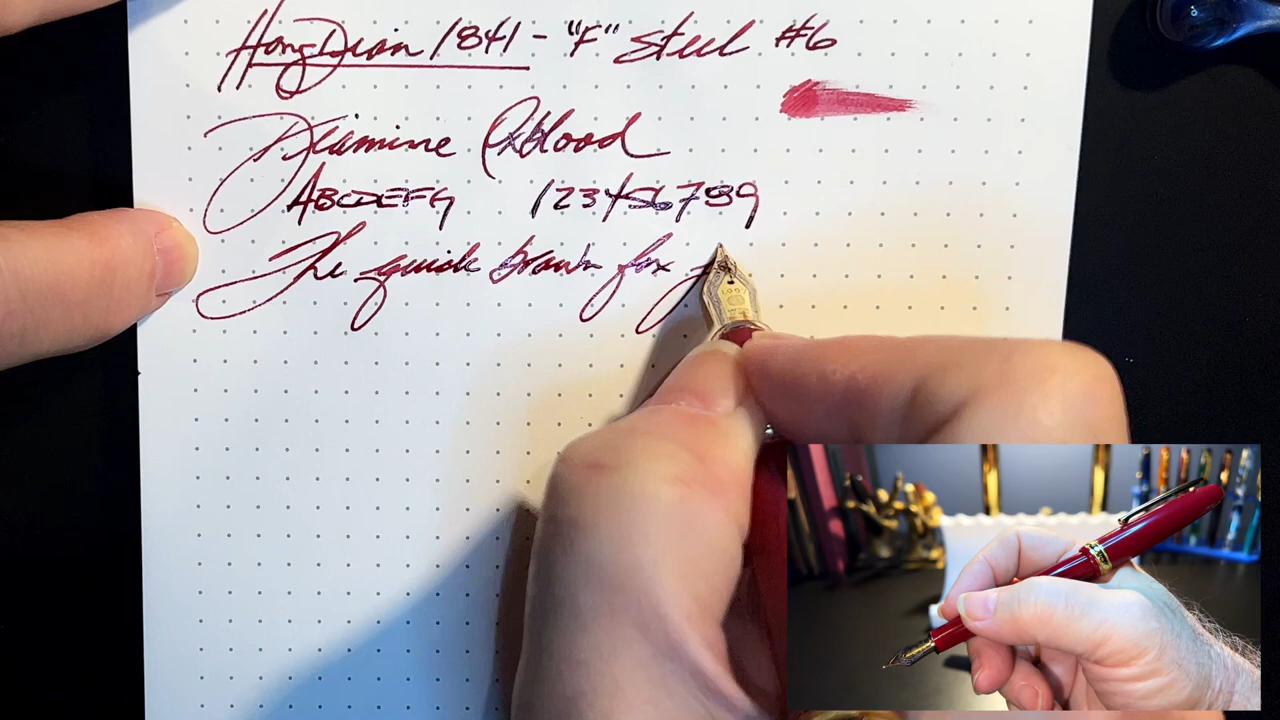 HongDian 1841 - "F" Steel #6
Diamine Oxblood
ABCDEFG 123456789
The quick brown fox j